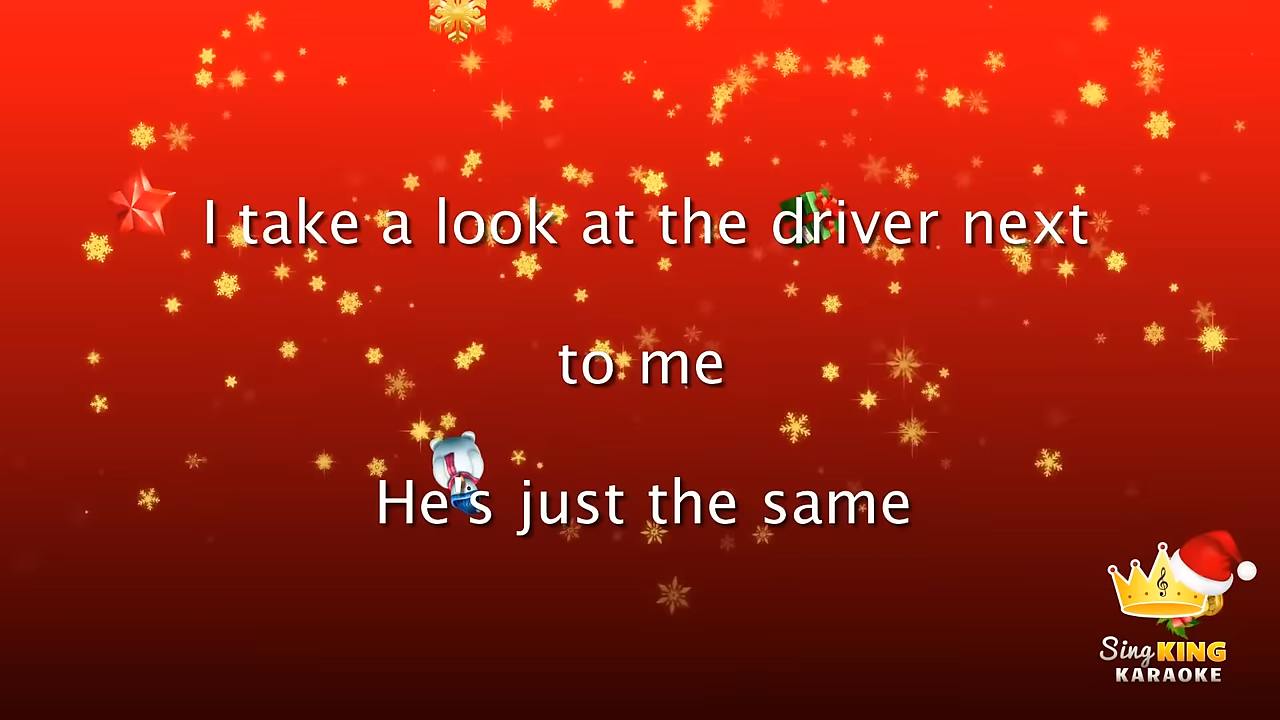 I take a look at the driver next
to me
He's just the same
Sing KING
KARAOKE